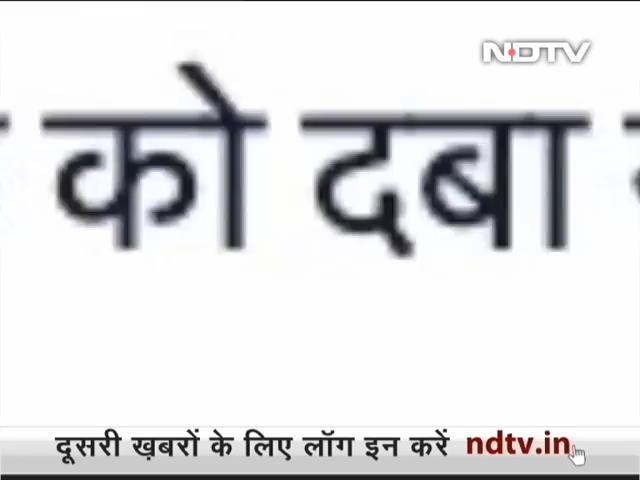 NDTV
को दबा
दूसरी ख़बरों के लिए लॉग इन करें ndtv.in